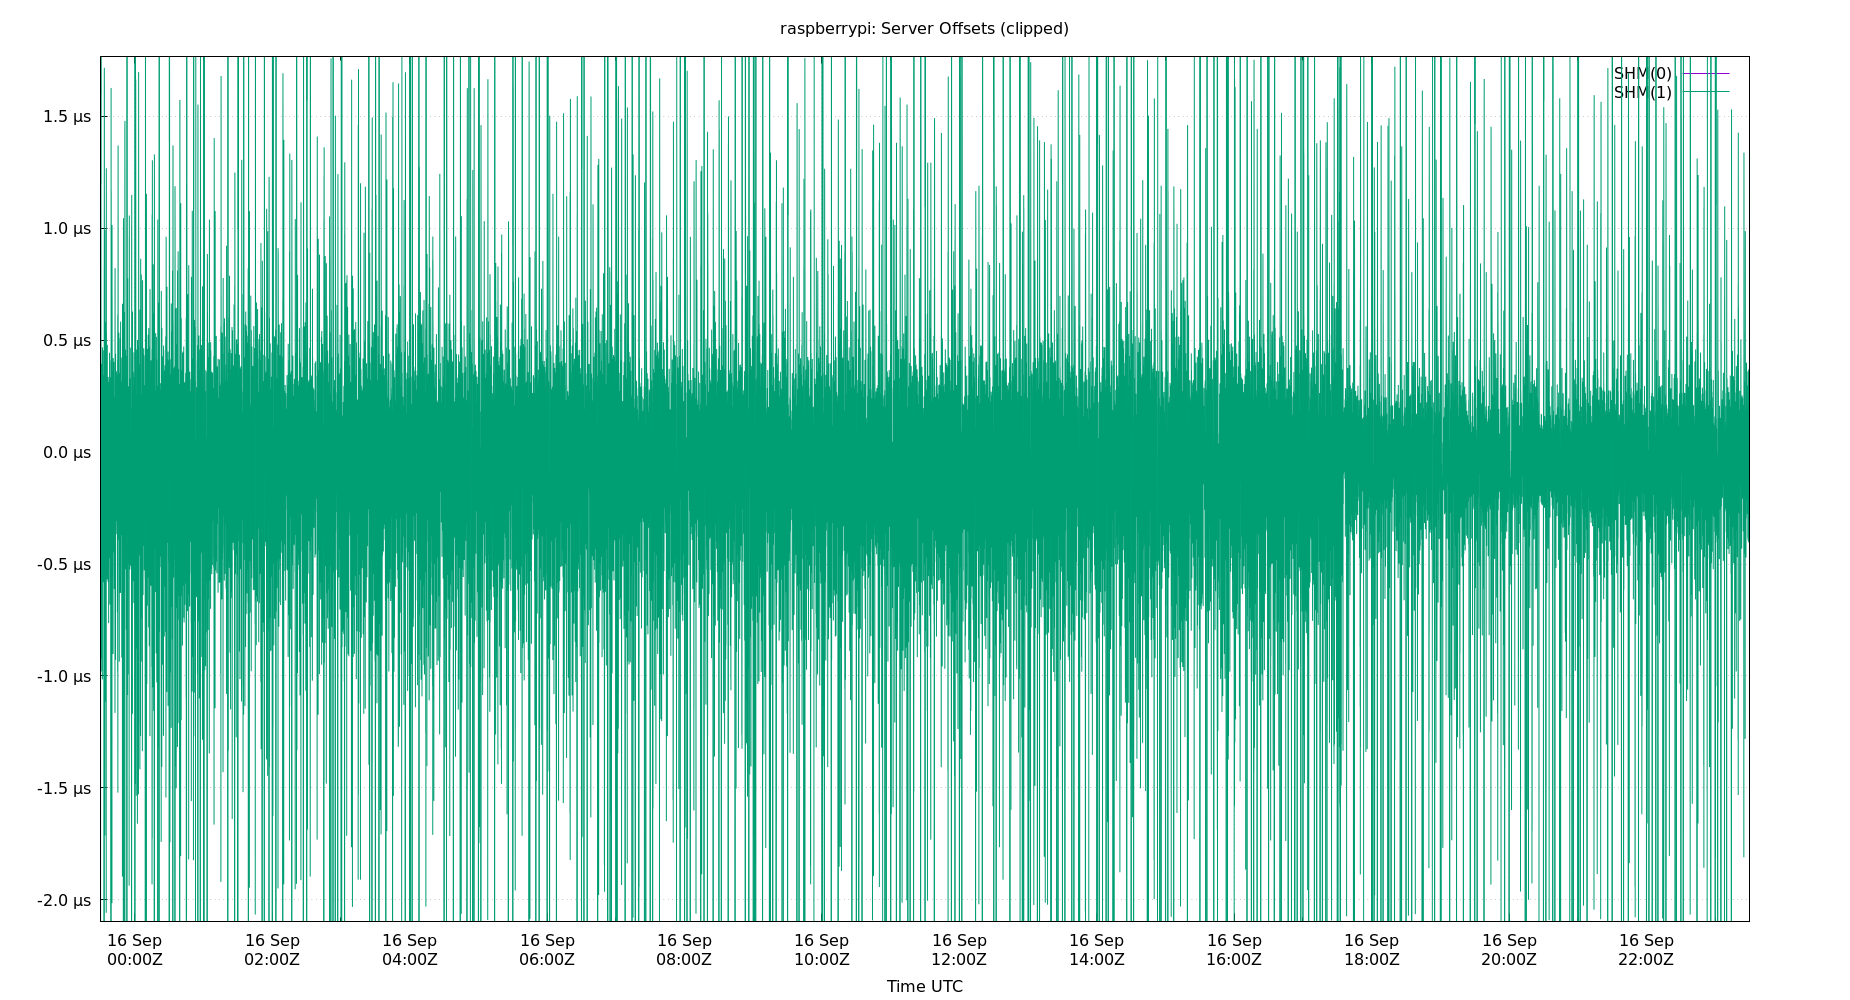 raspberrypi: Server Offsets (clipped)
SHM(0)
SHM(1)
1.5 µs
1.0 µs
0.5 µs
0.0 µs
-0.5 µs
-1.0 µs
-1.5 µs
-2.0 µs
16 Sep 16 Sep 16 Sep 16 Sep 16 Sep 16 Sep 16 Sep 16 Sep 16 Sep 16 Sep 16 Sep 16 Sep
00:00Z 02:00Z 04:00Z 06:00Z 08:00Z 10:00Z 12:00Z 14:00Z 16:00Z 18:00Z 20:00Z 22:00Z
Time UTC